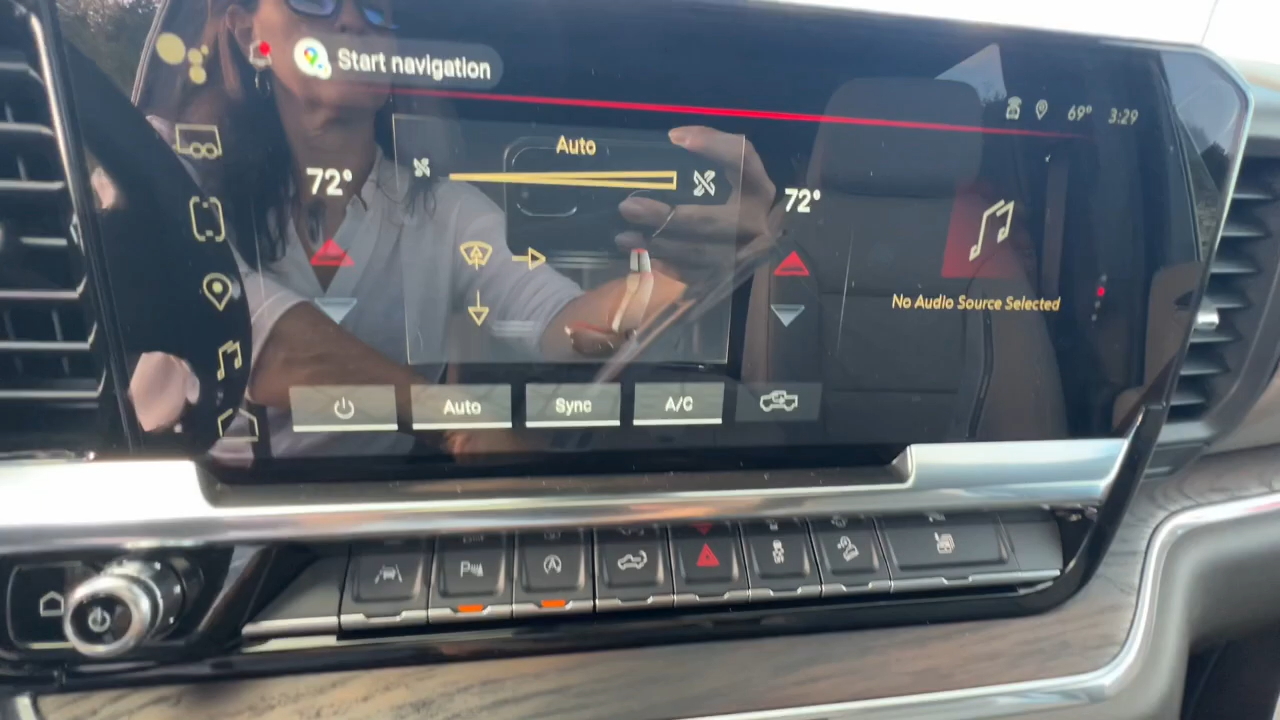 Start navigation
69° 3:29
Auto
72°
72°
No Audio Source Selected
Auto
Sync
A/C